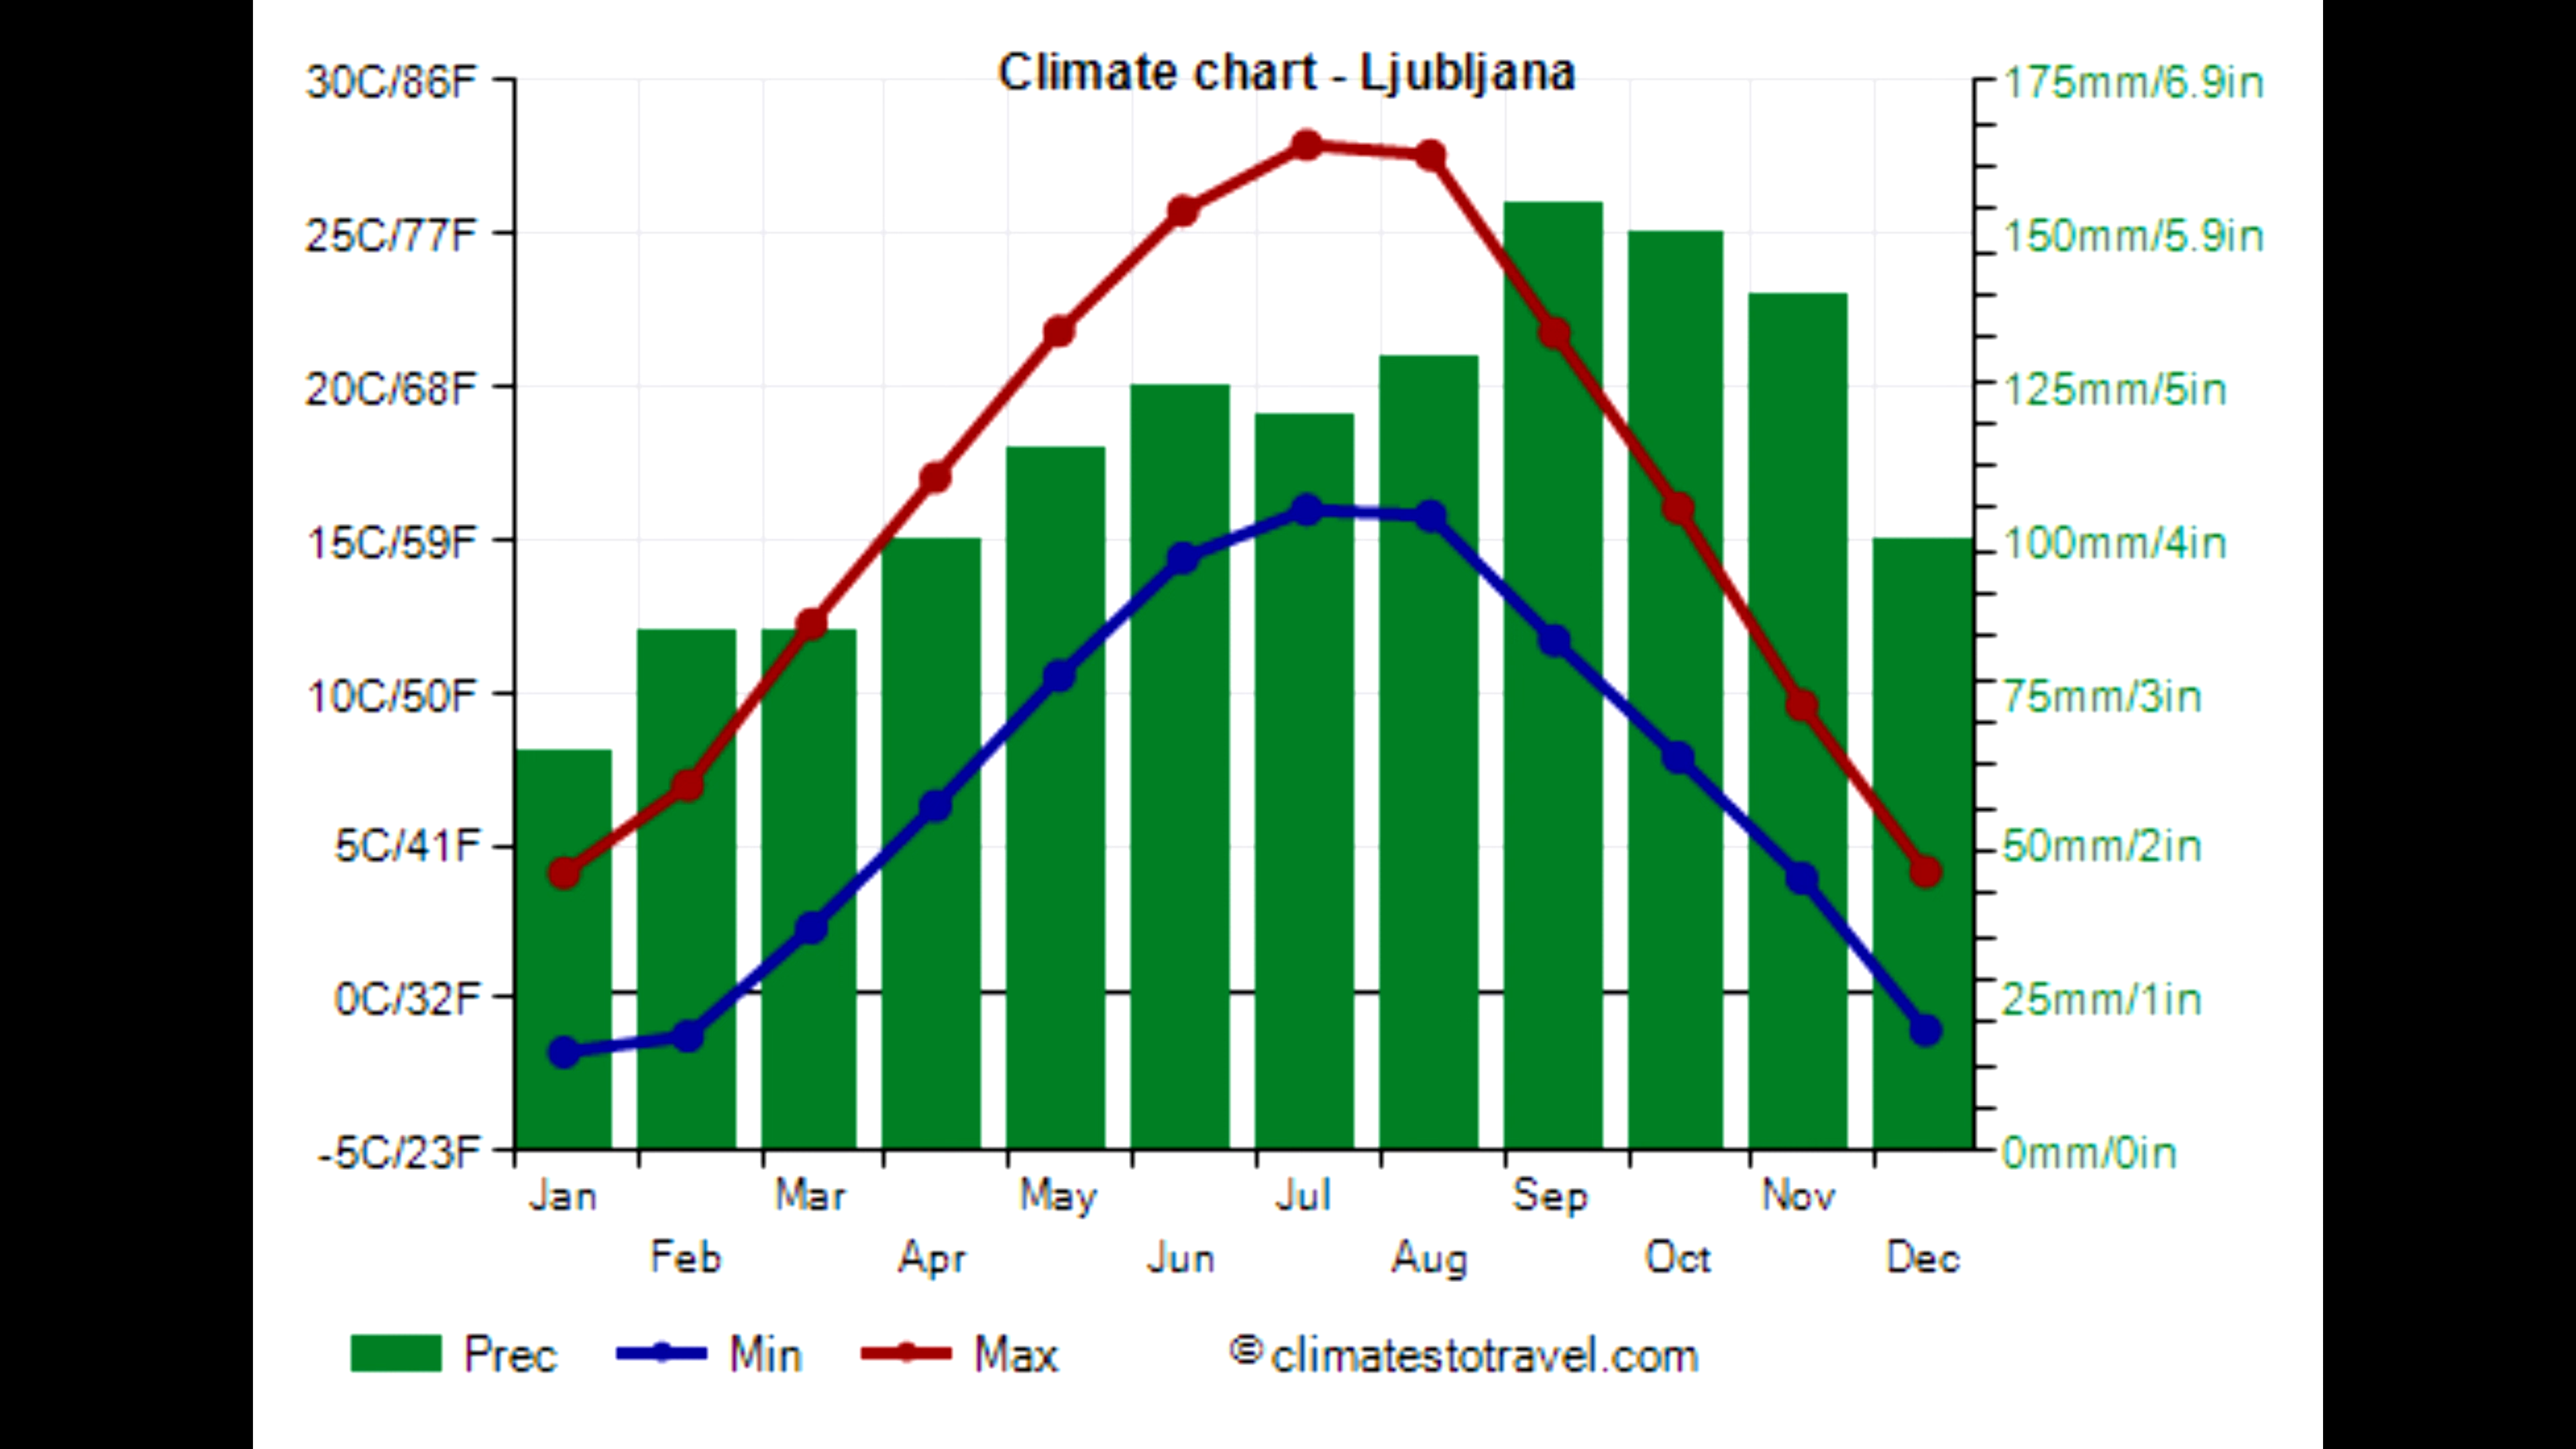 Climate chart - Ljubljana
30C/86F
25C/77F
20C/68F
15C/59F
10C/50F
5C/41F
0C/32F
-5C/23F
175mm/6.9in
150mm/5.9in
125mm/5in
100mm/4in
75mm/3in
50mm/2in
25mm/1in
0mm/0in
Jan Mar May Jul Sep Nov
Feb Apr Jun Aug Oct Dec
Prec Min Max ©climatestotravel.com